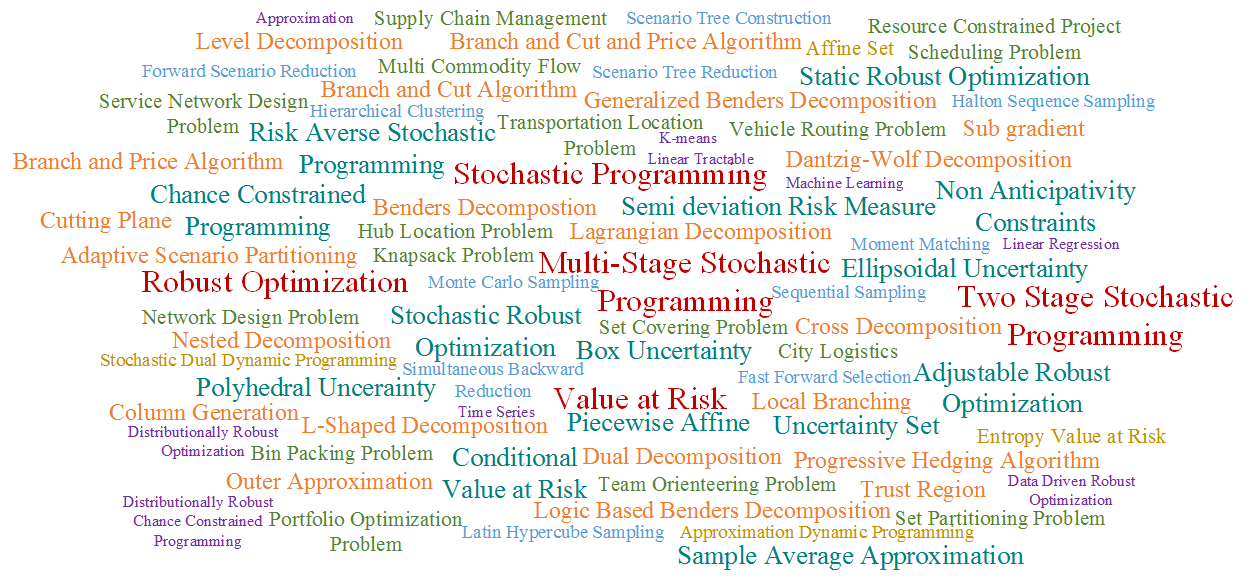 Approximation Supply Chain Management Scenario Tree Construction
Resource Constrained Project
Level Decomposition Branch and Cut and Price Algorithm Affine Set Scheduling Problem
Forward Scenario Reduction Multi Commodity Flow Scenario Tree Reduction Static Robust Optimization
Branch and Cut Algorithm Generalized Benders Decomposition Halton Sequence Sampling
Service Network Design Hierarchical Clustering Transportation Location
Problem Risk Averse Stochastic Problem K-means Vehicle Routing Problem Sub gradient
Branch and Price Algorithm Programming Linear Tractable Dantzig-Wolf Decomposition
Stochastic Programming Machine Learning Non Anticipativity
Chance Constrained Benders Decompostion Semi deviation Risk Measure Constraints
Cutting Plane Programming Hub Location Problem Lagrangian Decomposition Moment Matching Linear Regression
Adaptive Scenario Partitioning Knapsack Problem Multi-Stage Stochastic Ellipsoidal Uncertainty
Robust Optimization Monte Carlo Sampling Programming Sequential Sampling Two Stage Stochastic
Network Design Problem Stochastic Robust Set Covering Problem Cross Decomposition Programming
Nested Decomposition Optimization Box Uncertainty City Logistics
Stochastic Dual Dynamic Programming Simultaneous Backward Fast Forward Selection Adjustable Robust
Polyhedral Uncerainty Reduction Value at Risk Local Branching Optimization
Column Generation Time Series
L-Shaped Decomposition Piecewise Affine Uncertainty Set
Distributionally Robust Entropy Value at Risk
Optimization Bin Packing Problem Conditional Dual Decomposition Progressive Hedging Algorithm
Outer Approximation Value at Risk Team Orienteering Problem Trust Region Data Driven Robust
Optimization
Distributionally Robust Logic Based Benders Decomposition
Chance Constrained Portfolio Optimization Set Partitioning Problem
Programming Problem Latin Hypercube Sampling Approximation Dynamic Programming
Sample Average Approximation